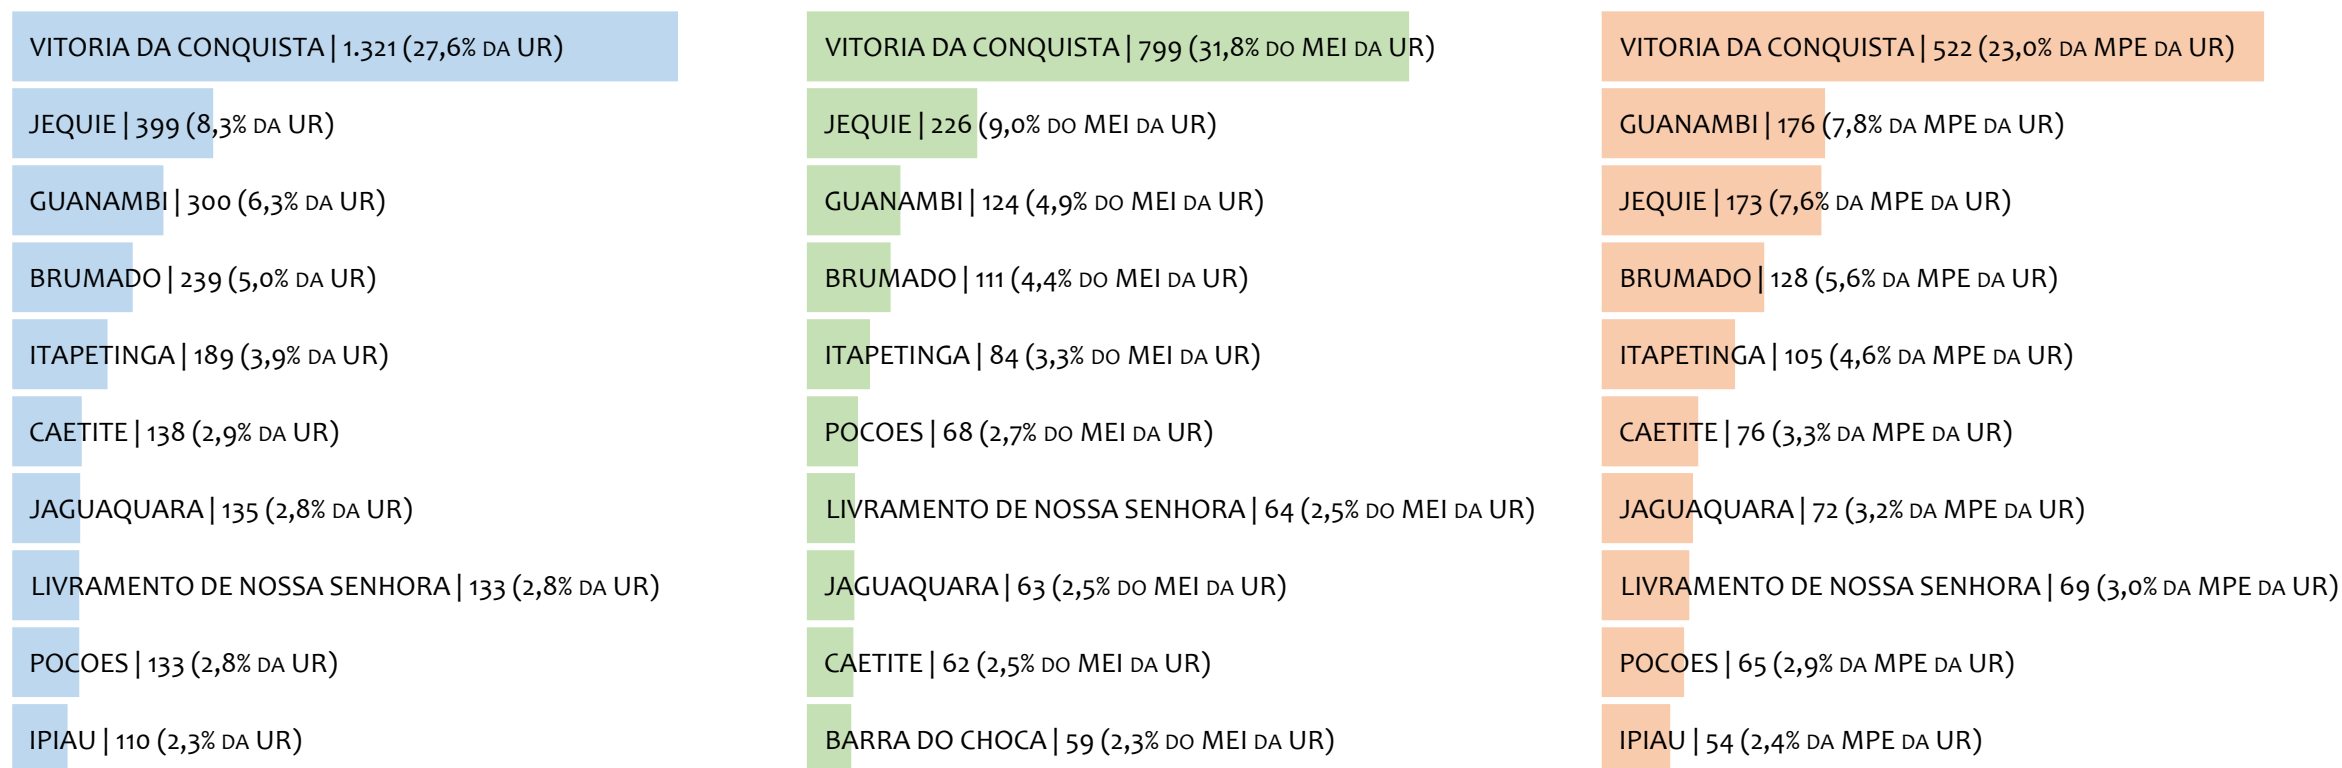 VITORIA DA CONQUISTA | 1.321 (27,6% DA UR)
JEQUIE | 399 (8,3% DA UR)
GUANAMBI | 300 (6,3% DA UR)
BRUMADO | 239 (5,0% DA UR)
ITAPETINGA | 189 (3,9% DA UR)
CAETITE | 138 (2,9% DA UR)
JAGUAQUARA | 135 (2,8% DA UR)
LIVRAMENTO DE NOSSA SENHORA | 133 (2,8% DA UR)
POCOES | 133 (2,8% DA UR)
IPIAU | 110 (2,3% DA UR)
VITORIA DA CONQUISTA | 799 (31,8% DO MEI DA UR)
JEQUIE | 226 (9,0% DO MEI DA UR)
GUANAMBI | 124 (4,9% DO MEI DA UR)
BRUMADO | 111 (4,4% DO MEI DA UR)
ITAPETINGA | 84 (3,3% DO MEI DA UR)
POCOES | 68 (2,7% DO MEI DA UR)
LIVRAMENTO DE NOSSA SENHORA | 64 (2,5% DO MEI DA UR)
JAGUAQUARA | 63 (2,5% DO MEI DA UR)
CAETITE | 62 (2,5% DO MEI DA UR)
BARRA DO CHOCA | 59 (2,3% DO MEI DA UR)
VITORIA DA CONQUISTA | 522 (23,0% DA MPE DA UR)
GUANAMBI | 176 (7,8% DA MPE DA UR)
JEQUIE | 173 (7,6% DA MPE DA UR)
BRUMADO | 128 (5,6% DA MPE DA UR)
ITAPETINGA | 105 (4,6% DA MPE DA UR)
CAETITE | 76 (3,3% DA MPE DA UR)
JAGUAQUARA | 72 (3,2% DA MPE DA UR)
LIVRAMENTO DE NOSSA SENHORA | 69 (3,0% DA MPE DA UR)
POCOES | 65 (2,9% DA MPE DA UR)
IPIAU | 54 (2,4% DA MPE DA UR)